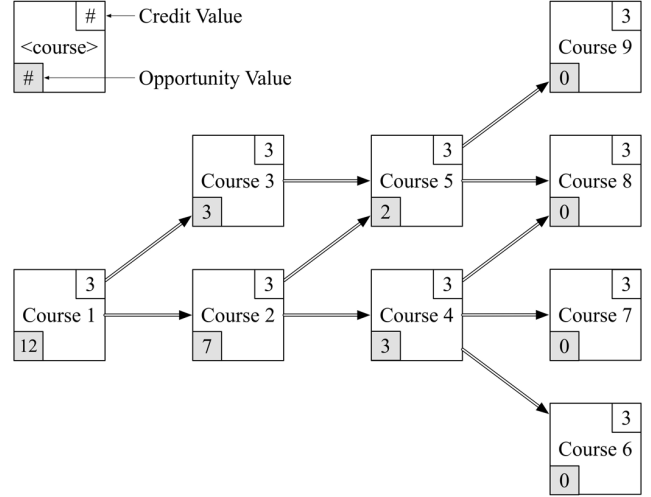 # Credit Value
<course>
# Opportunity Value
3
Course 9
0
3
Course 3
3
3
Course 5
2
3
Course 8
0
3
Course 1
12
3
Course 2
7
3
Course 4
3
3
Course 7
0
3
Course 6
0